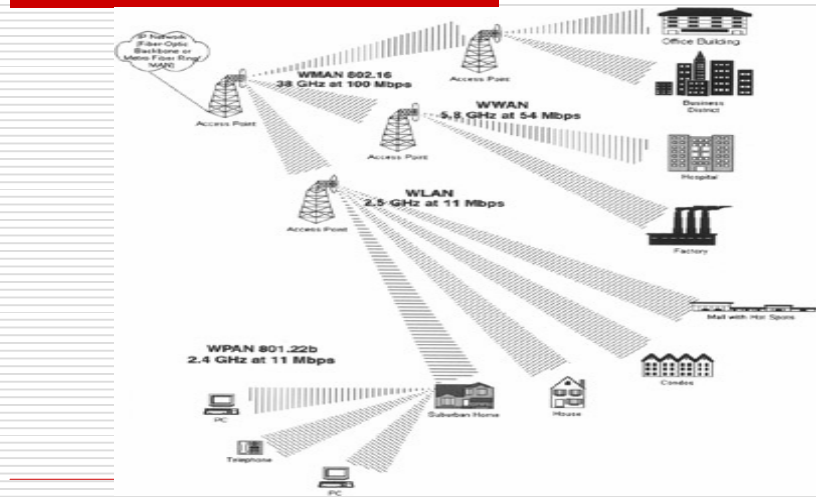 IP Network
(Fiber Optic
Backbone or
Metro Fiber Ring/
MAN)
Access Point
WMAN 802.16
38 GHz at 100 Mbps
Access Point
Office Building
Business
District
WWAN
5.8 GHz at 54 Mbps
Access Point
Hospital
Factory
WLAN
2.5 GHz at 11 Mbps
Access Point
Mall with Hot Spots
Condos
House
Suburban Home
WPAN 801.22b
2.4 GHz at 11 Mbps
PC
Telephone
PC